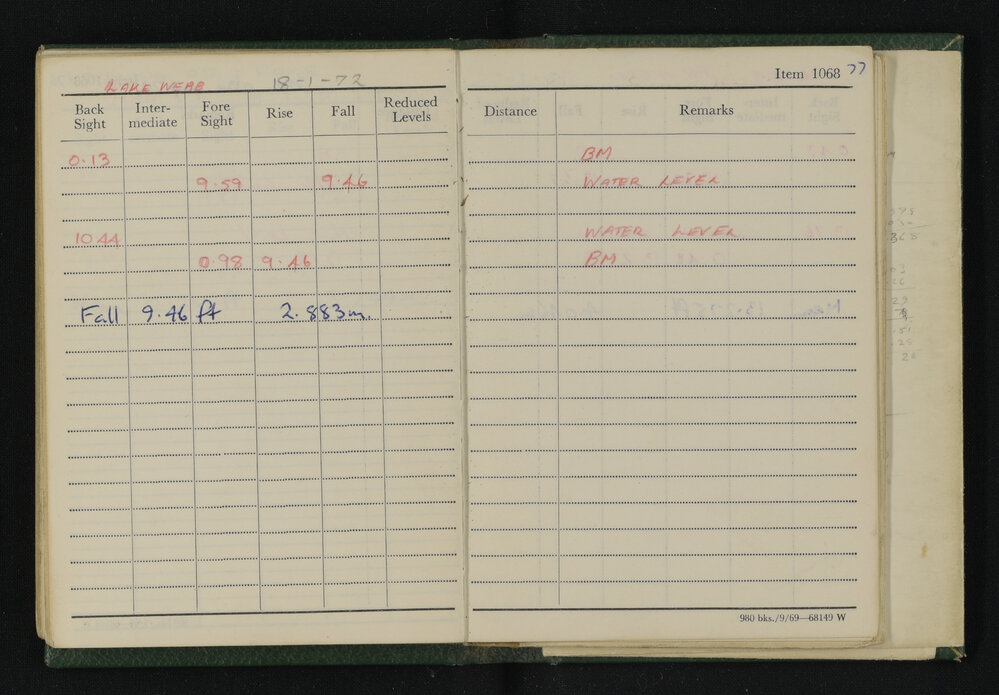 LAKE WEBB 18-1-72
Item 1068 77
Back Sight Inter-mediate Fore Sight Rise Fall Reduced Levels Distance Remarks
0.13 BM
9.59 9.46 WATER LEVEL
10 44 WATER LEVEL
0.98 9.46 BM
Fall 9.46 ft 2.883m.
980 bks./9/69—68149 W